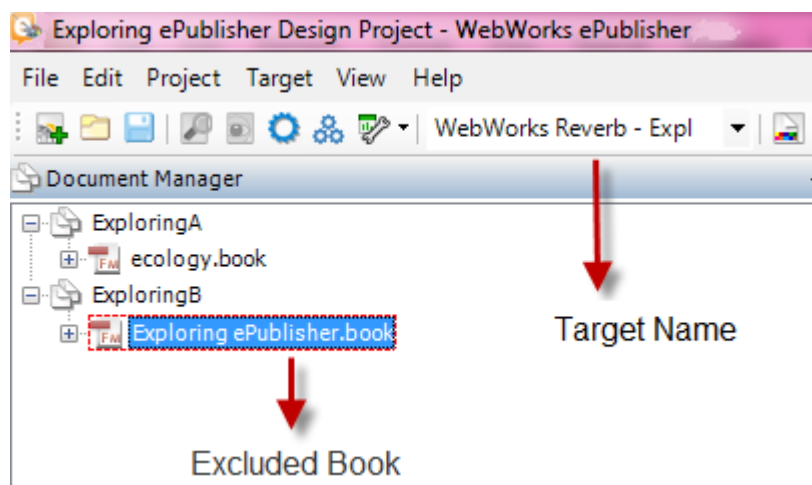 Exploring ePublisher Design Project - WebWorks ePublisher
File Edit Project Target View Help
WebWorks Reverb - Expl
Document Manager
ExploringA
ecology.book
ExploringB
Exploring ePublisher.book
Target Name
Excluded Book